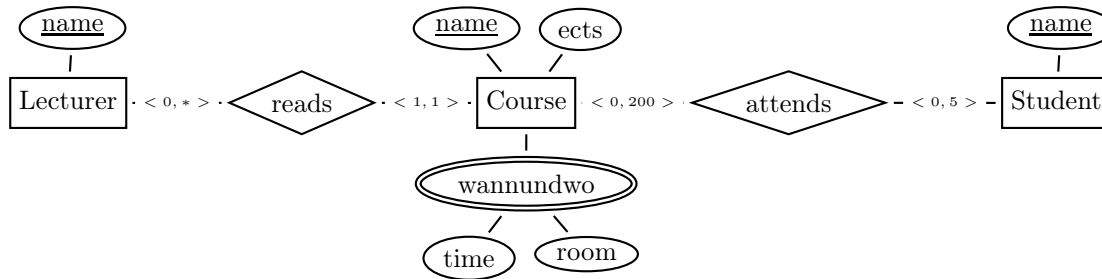 name
name
ects
name
Lecturer < 0, ∗ > reads < 1, 1 > Course < 0, 200 > attends < 0, 5 > Student
wannundwo
time
room